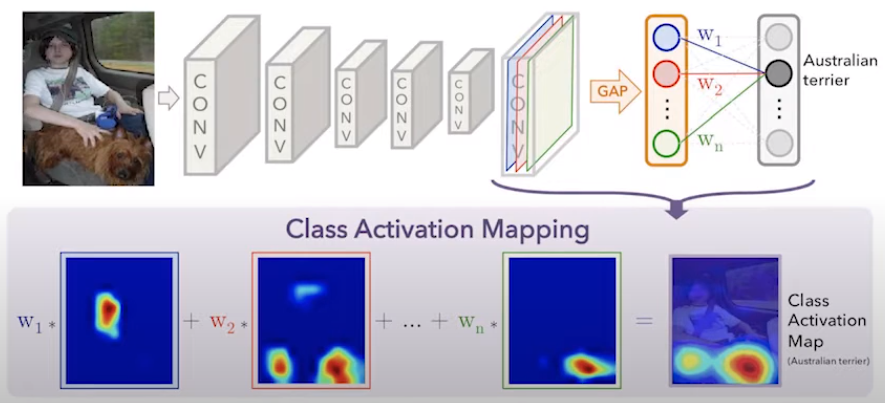 CONV
CONV
CONV
CONV
CONV
CONV
GAP
w1
w2
...
wn
...
Australian
terrier
Class Activation Mapping
w1 * + w2 * + ... + wn * =
Class
Activation
Map
(Australian terrier)